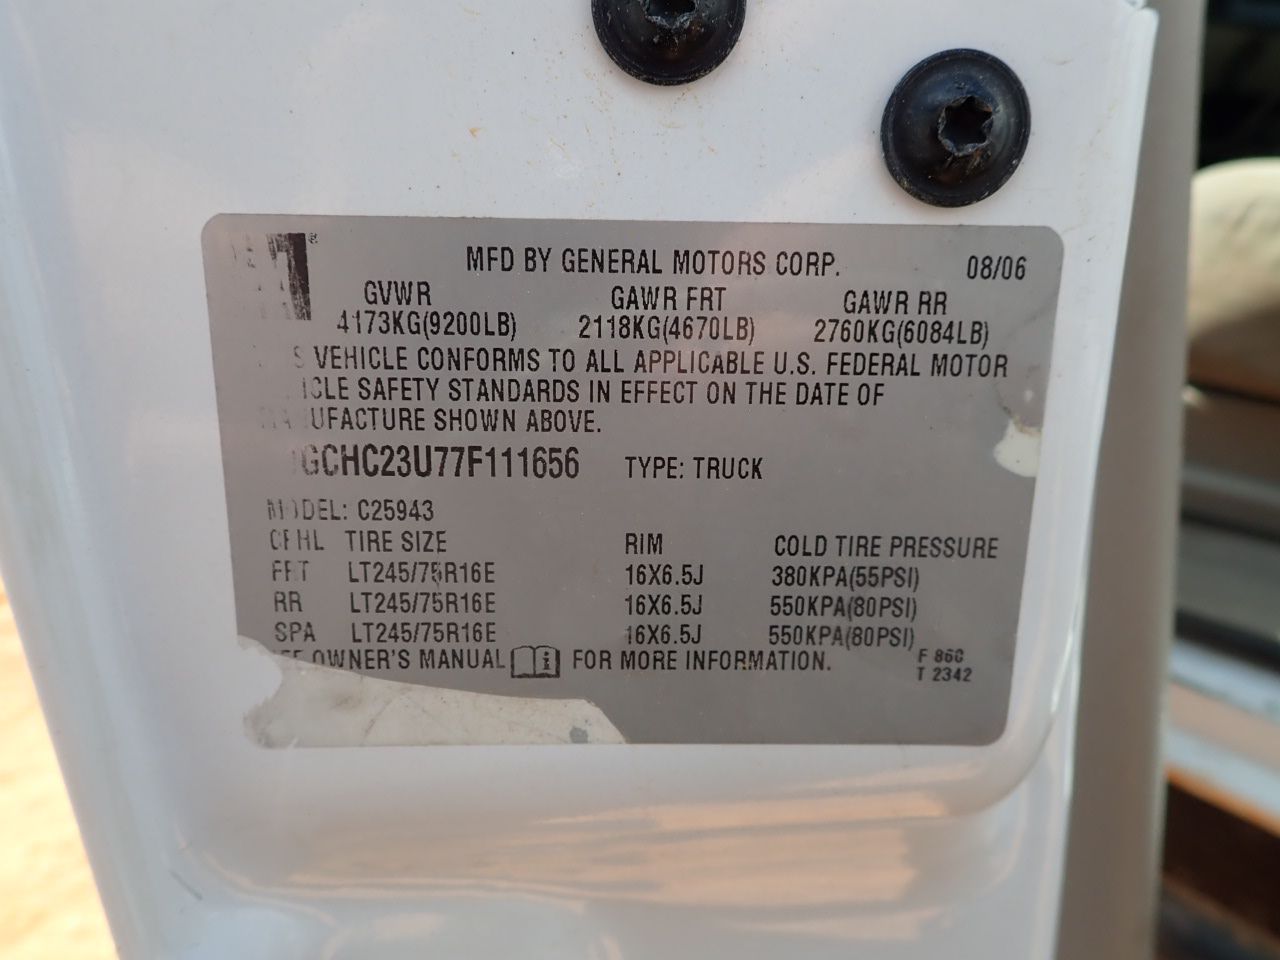 MFD BY GENERAL MOTORS CORP. 08/06
GVWR GAWR FRT GAWR RR
4173KG(9200LB) 2118KG(4670LB) 2760KG(6084LB)
S VEHICLE CONFORMS TO ALL APPLICABLE U.S. FEDERAL MOTOR
ICLE SAFETY STANDARDS IN EFFECT ON THE DATE OF
UFACTURE SHOWN ABOVE.
GCHC23U77F111656 TYPE: TRUCK
MODEL: C25943
TIRE SIZE RIM COLD TIRE PRESSURE
FRT LT245/75R16E 16X6.5J 380KPA(55PSI)
RR LT245/75R16E 16X6.5J 550KPA(80PSI)
SPA LT245/75R16E 16X6.5J 550KPA(80PSI)
OWNER'S MANUAL FOR MORE INFORMATION.
F 860
T 2342